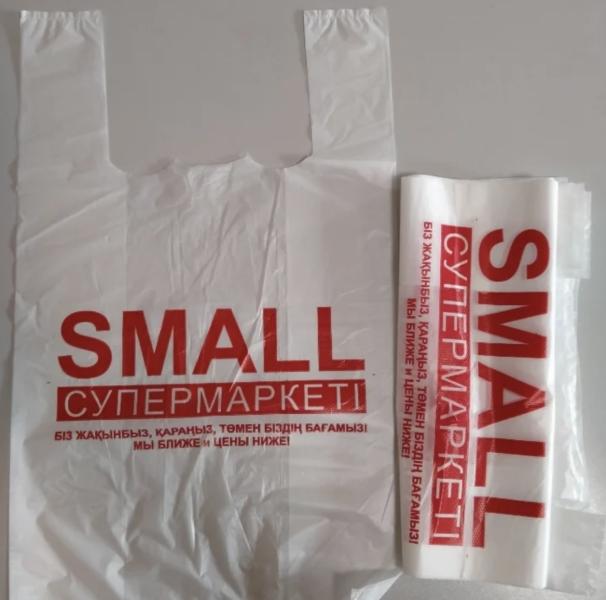 SMALL
СУПЕРМАРКЕТІ
БІЗ ЖАҚЫНБЫЗ, ҚАРАҢЫЗ, ТӨМЕН БІЗДІҢ БАҒАМЫЗ!
МЫ БЛИЖЕ и ЦЕНЫ НИЖЕ!
SMALL
СУПЕРМАРКЕТІ
БІЗ ЖАҚЫНБЫЗ, ҚАРАҢЫЗ, ТӨМЕН БІЗДІҢ БАҒАМЫЗ!
МЫ БЛИЖЕ и ЦЕНЫ НИЖЕ!